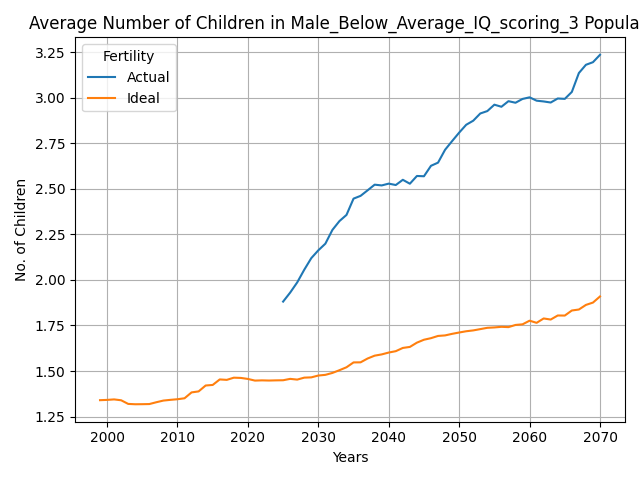 Average Number of Children in Male_Below_Average_IQ_scoring_3 Popula
Fertility
Actual
Ideal
3.25
3.00
2.75
2.50
2.25
2.00
1.75
1.50
1.25
No. of Children
2000 2010 2020 2030 2040 2050 2060 2070
Years